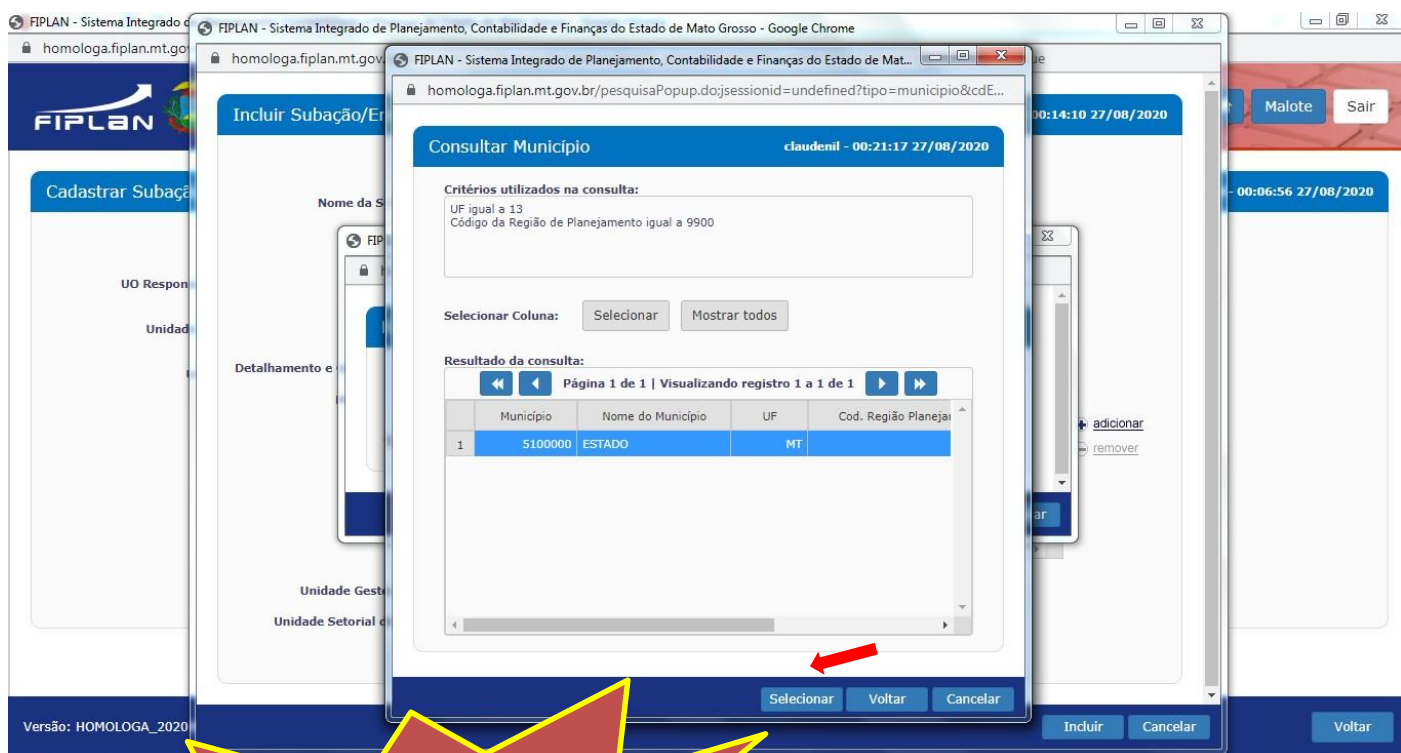 FIPLAN - Sistema Integrado
FIPLAN - Sistema Integrado de Planejamento, Contabilidade e Finanças do Estado de Mato Grosso - Google Chrome
homologa.fiplan.mt.go
homologa.fiplan.mt.gov.
FIPLAN - Sistema Integrado de Planejamento, Contabilidade e Finanças do Estado de Mat...
homologa.fiplan.mt.gov.br/pesquisaPopup.do;jsessionid=undefined?tipo=municipio&cdE...
FIPLAN
Malote
Sair
Incluir Subação/E
00:14:10 27/08/2020
Consultar Município
claudenil - 00:21:17 27/08/2020
Cadastrar Subaçã
- 00:06:56 27/08/2020
Nome da S
Critérios utilizados na consulta:
UF igual a 13
Código da Região de Planejamento igual a 9900
FIP
UO Respon
Unidad
Selecionar Coluna:
Selecionar
Mostrar todos
Detalhamento e
Resultado da consulta:
Página 1 de 1 | Visualizando registro 1 a 1 de 1
Município
Nome do Município
UF
Cod. Região Planejar
1
5100000
ESTADO
MT
adicionar
remover
ar
Unidade Gest
Unidade Setorial d
Selecionar
Voltar
Cancelar
Versão: HOMOLOGA_2020
Incluir
Cancelar
Voltar